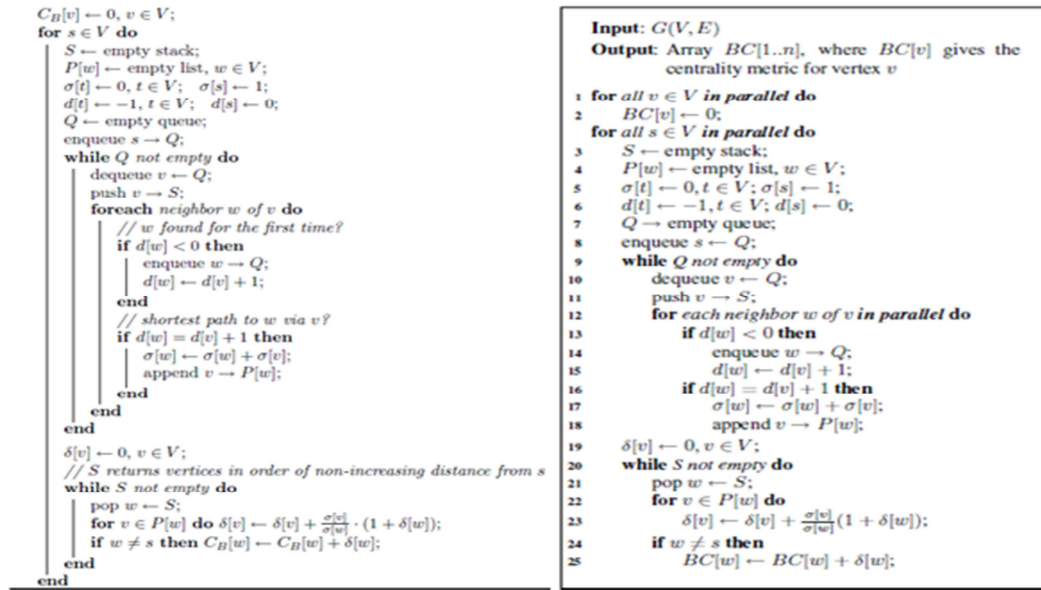 C_B[v] ← 0, v ∈ V;
for s ∈ V do
S ← empty stack;
P[w] ← empty list, w ∈ V;
σ[t] ← 0, t ∈ V; σ[s] ← 1;
d[t] ← −1, t ∈ V; d[s] ← 0;
Q ← empty queue;
enqueue s → Q;
while Q not empty do
dequeue v ← Q;
push v → S;
foreach neighbor w of v do
// w found for the first time?
if d[w] < 0 then
enqueue w → Q;
d[w] ← d[v] + 1;
end
// shortest path to w via v?
if d[w] = d[v] + 1 then
σ[w] ← σ[w] + σ[v];
append v → P[w];
end
end
end
δ[v] ← 0, v ∈ V;
// S returns vertices in order of non-increasing distance from s
while S not empty do
pop w ← S;
for v ∈ P[w] do δ[v] ← δ[v] + σ[v]/σ[w] · (1 + δ[w]);
if w ≠ s then C_B[w] ← C_B[w] + δ[w];
end
end
Input: G(V, E)
Output: Array BC[1..n], where BC[v] gives the
centrality metric for vertex v
1 for all v ∈ V in parallel do
2 BC[v] ← 0;
for all s ∈ V in parallel do
3 S ← empty stack;
4 P[w] ← empty list, w ∈ V;
5 σ[t] ← 0, t ∈ V; σ[s] ← 1;
6 d[t] ← −1, t ∈ V; d[s] ← 0;
7 Q → empty queue;
8 enqueue s ← Q;
9 while Q not empty do
10 dequeue v ← Q;
11 push v → S;
12 for each neighbor w of v in parallel do
13 if d[w] < 0 then
14 enqueue w → Q;
15 d[w] ← d[v] + 1;
16 if d[w] = d[v] + 1 then
17 σ[w] ← σ[w] + σ[v];
18 append v → P[w];
19 δ[v] ← 0, v ∈ V;
20 while S not empty do
21 pop w ← S;
22 for v ∈ P[w] do
23 δ[v] ← δ[v] + σ[v]/σ[w] (1 + δ[w]);
24 if w ≠ s then
25 BC[w] ← BC[w] + δ[w];